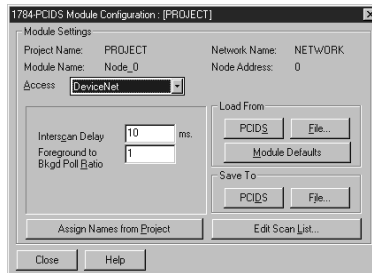 1784-PCIDS Module Configuration : [PROJECT]
Module Settings
Project Name: PROJECT Network Name: NETWORK
Module Name: Node_0 Node Address: 0
Access DeviceNet
Interscan Delay 10 ms.
Foreground to
Bkgd Poll Ratio 1
Load From
PCIDS File...
Module Defaults
Save To
PCIDS File...
Assign Names from Project Edit Scan List...
Close Help